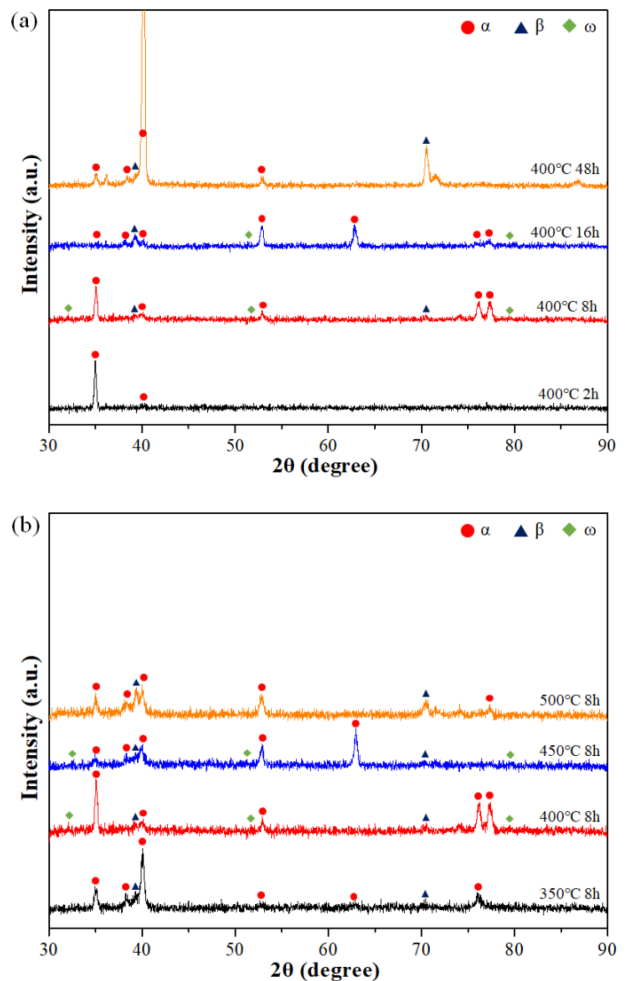 (a)
α β ω
Intensity (a.u.)
400℃ 48h
400℃ 16h
400℃ 8h
400℃ 2h
30 40 50 60 70 80 90
2θ (degree)
(b)
α β ω
Intensity (a.u.)
500℃ 8h
450℃ 8h
400℃ 8h
350℃ 8h
30 40 50 60 70 80 90
2θ (degree)